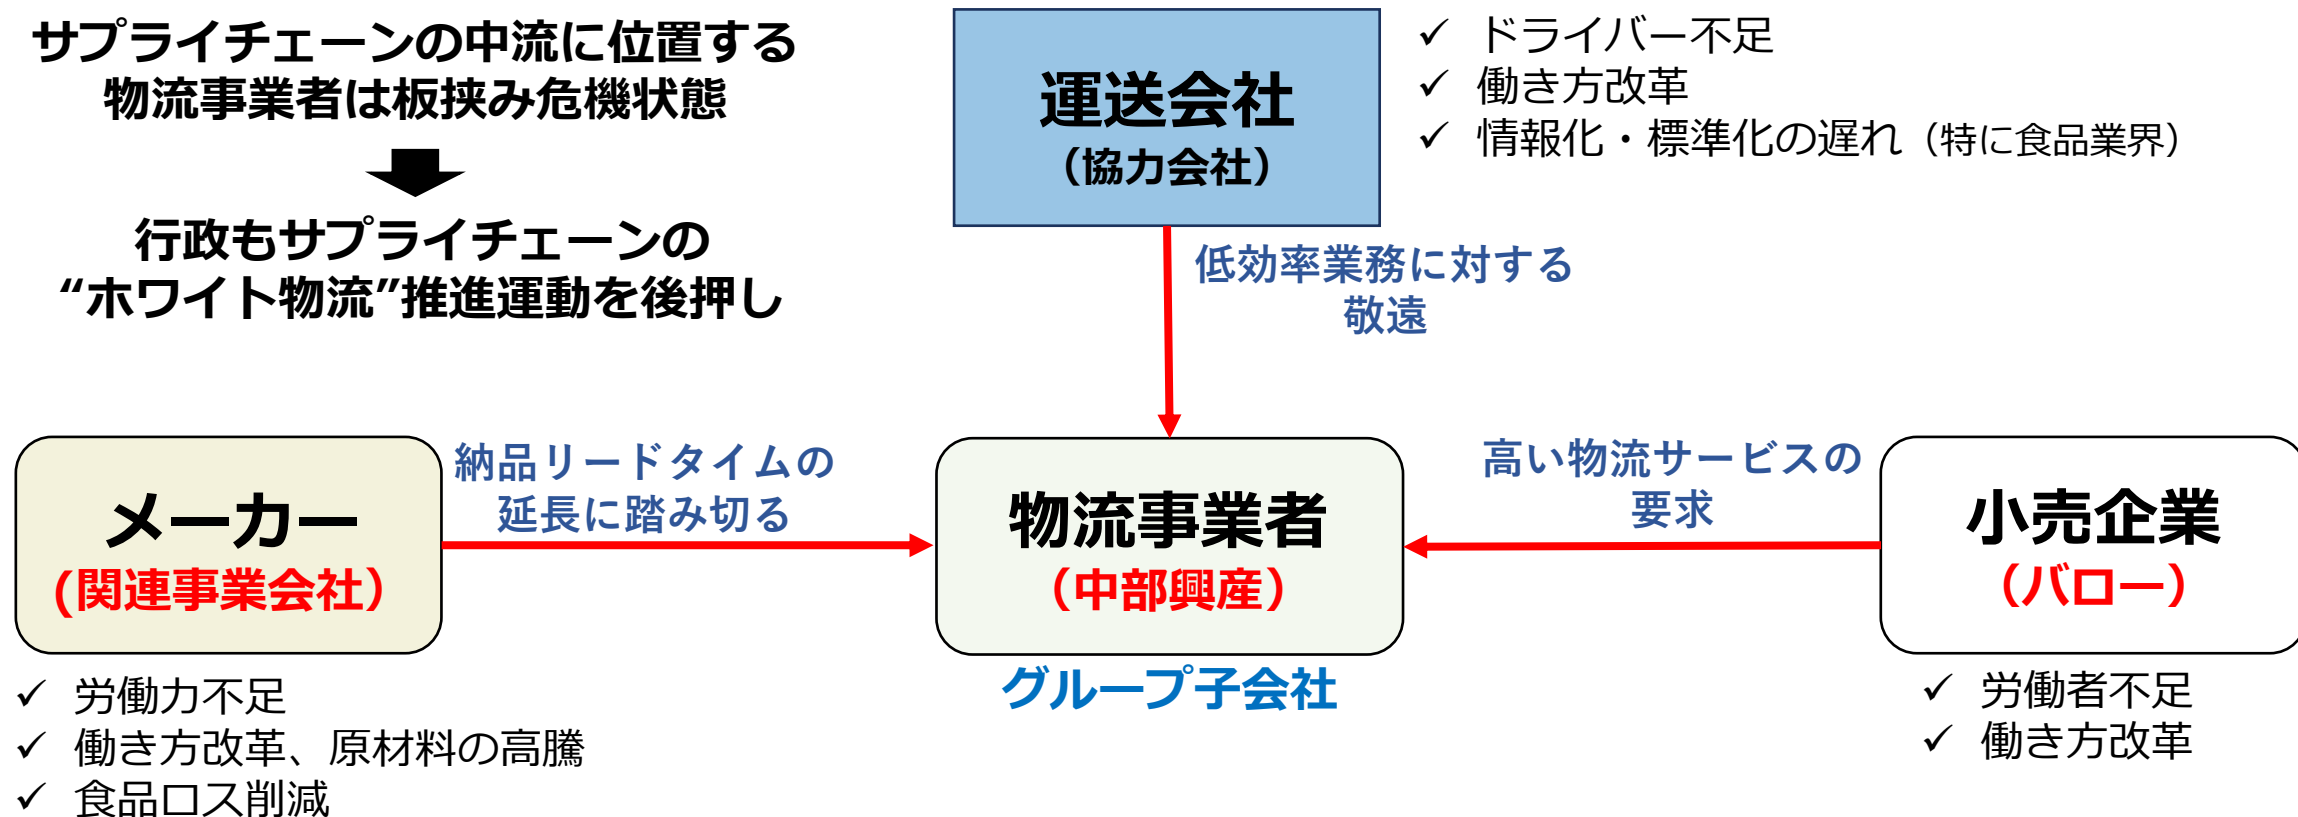 サプライチェーンの中流に位置する
物流事業者は板挟み危機状態
行政もサプライチェーンの
“ホワイト物流”推進運動を後押し
運送会社
（協力会社）
✓ ドライバー不足
✓ 働き方改革
✓ 情報化・標準化の遅れ（特に食品業界）
低効率業務に対する
敬遠
メーカー
(関連事業会社）
納品リードタイムの
延長に踏み切る
物流事業者
（中部興産）
グループ子会社
高い物流サービスの
要求
小売企業
（バロー）
✓ 労働力不足
✓ 働き方改革、原材料の高騰
✓ 食品ロス削減
✓ 労働者不足
✓ 働き方改革